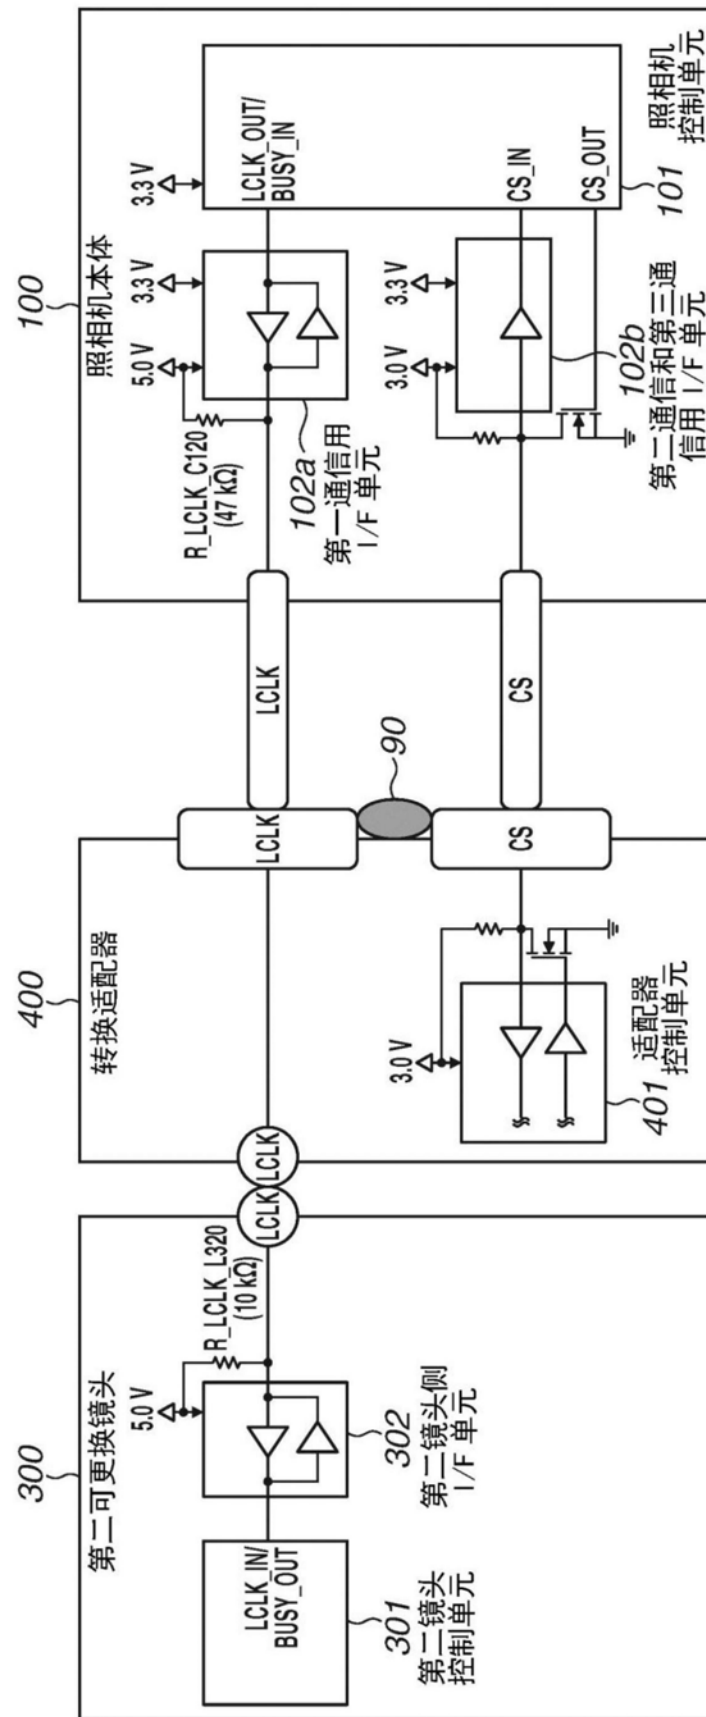 300
第二可更换镜头
5.0 V
R_LCLK_L320
(10 kΩ)
LCLK_IN/
BUSY_OUT
301
第二镜头
控制单元
302
第二镜头侧
I/F 单元
LCLK
400
转换适配器
LCLK
LCLK
90
CS
3.0 V
401
适配器
控制单元
LCLK
CS
100
照相机本体
5.0 V
3.3 V
3.3 V
R_LCLK_C120
(47 kΩ)
102a
第一通信用
I/F 单元
LCLK_OUT/
BUSY_IN
3.0 V
3.3 V
CS_IN
CS_OUT
102b
第二通信和第三通
信用 I/F 单元
101
照相机
控制单元